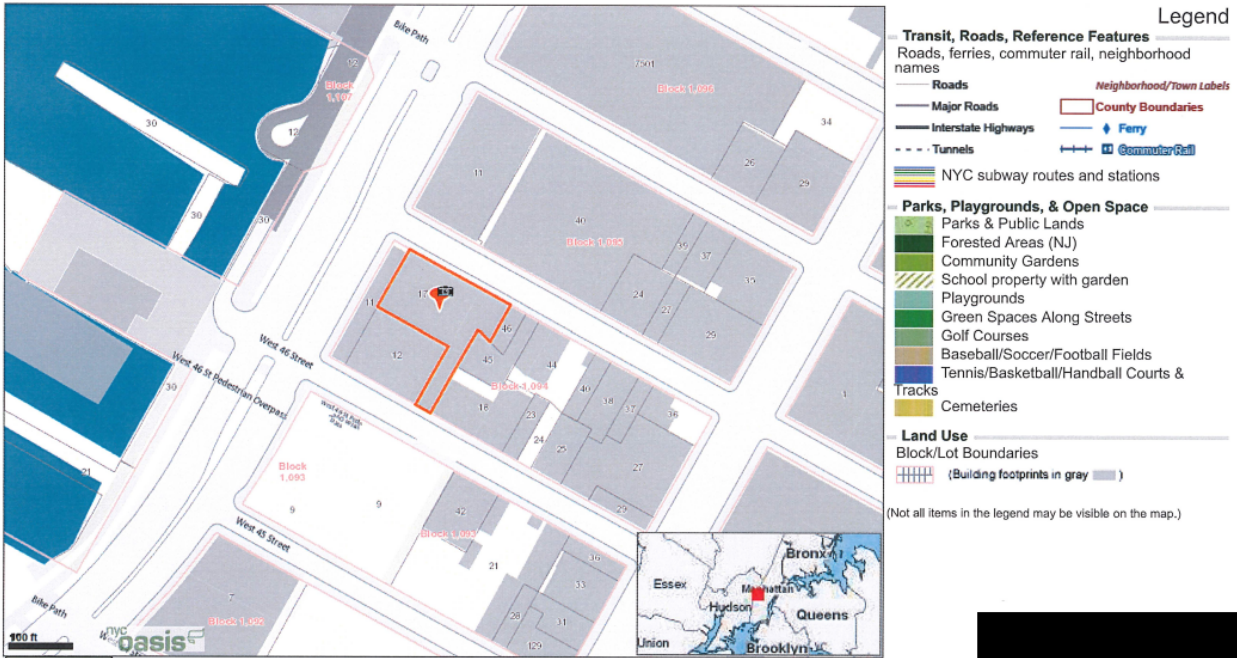 Bike Path
12
Block
1,107
30
12
30
30
7501
Block 1,096
34
26
29
11
40
Block 1,095
39
37
35
24
27
29
17
11
12
46
45
44
Block 1,094
16
23
24
25
40
38
37
36
27
29
1
West 46 Street
West 46 St Pedestrian Overpass
30
21
Block
1,093
9
9
42
Block 1,093
21
36
33
28
31
129
West 45 Street
7
Block 1,092
Bike Path
100 ft
nyc
oasis
Essex
Bronx
Manhattan
Hudson
Queens
Union
Brooklyn
Legend
Transit, Roads, Reference Features
Roads, ferries, commuter rail, neighborhood
names
Roads
Neighborhood/Town Labels
Major Roads
County Boundaries
Interstate Highways
Ferry
Tunnels
Commuter Rail
NYC subway routes and stations
Parks, Playgrounds, & Open Space
Parks & Public Lands
Forested Areas (NJ)
Community Gardens
School property with garden
Playgrounds
Green Spaces Along Streets
Golf Courses
Baseball/Soccer/Football Fields
Tennis/Basketball/Handball Courts &
Tracks
Cemeteries
Land Use
Block/Lot Boundaries
(Building footprints in gray )
(Not all items in the legend may be visible on the map.)